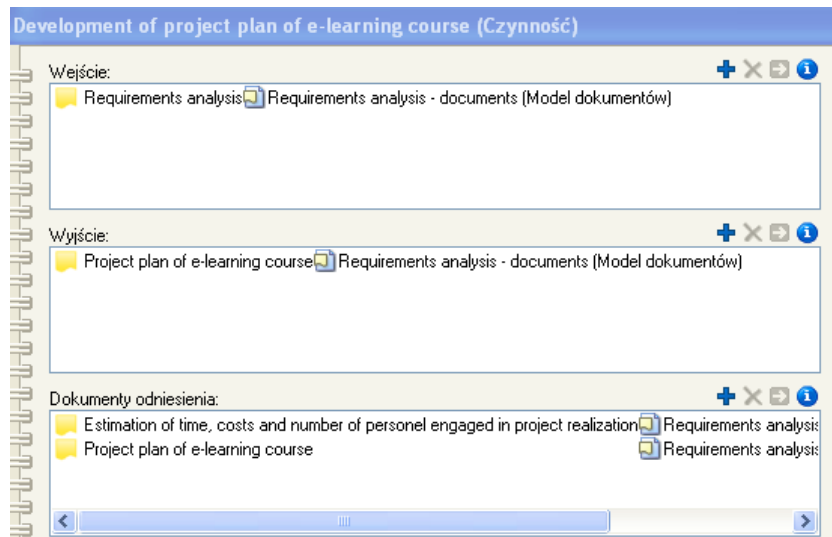 Development of project plan of e-learning course (Czynność)
Wejście:
Requirements analysis Requirements analysis - documents (Model dokumentów)
Wyjście:
Project plan of e-learning course Requirements analysis - documents (Model dokumentów)
Dokumenty odniesienia:
Estimation of time, costs and number of personel engaged in project realization Requirements analysis
Project plan of e-learning course Requirements analysis